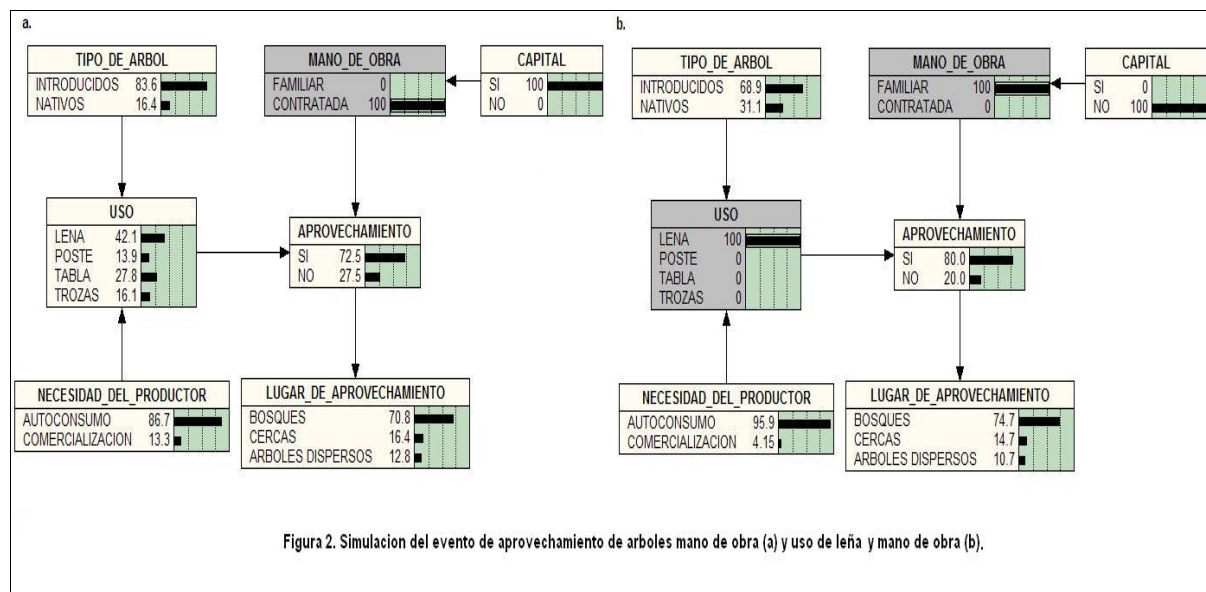 a.
TIPO_DE_ARBOL
INTRODUCIDOS 83.6
NATIVOS 16.4
MANO_DE_OBRA
FAMILIAR 0
CONTRATADA 100
CAPITAL
SI 100
NO 0
USO
LENA 42.1
POSTE 13.9
TABLA 27.8
TROZAS 16.1
APROVECHAMIENTO
SI 72.5
NO 27.5
NECESIDAD_DEL_PRODUCTOR
AUTOCONSUMO 86.7
COMERCIALIZACION 13.3
LUGAR_DE_APROVECHAMIENTO
BOSQUES 70.8
CERCAS 16.4
ARBOLES DISPERSOS 12.8
b.
TIPO_DE_ARBOL
INTRODUCIDOS 68.9
NATIVOS 31.1
MANO_DE_OBRA
FAMILIAR 100
CONTRATADA 0
CAPITAL
SI 0
NO 100
USO
LENA 100
POSTE 0
TABLA 0
TROZAS 0
APROVECHAMIENTO
SI 80.0
NO 20.0
NECESIDAD_DEL_PRODUCTOR
AUTOCONSUMO 95.9
COMERCIALIZACION 4.15
LUGAR_DE_APROVECHAMIENTO
BOSQUES 74.7
CERCAS 14.7
ARBOLES DISPERSOS 10.7
Figura 2. Simulacion del evento de aprovechamiento de arboles mano de obra (a) y uso de leña y mano de obra (b).